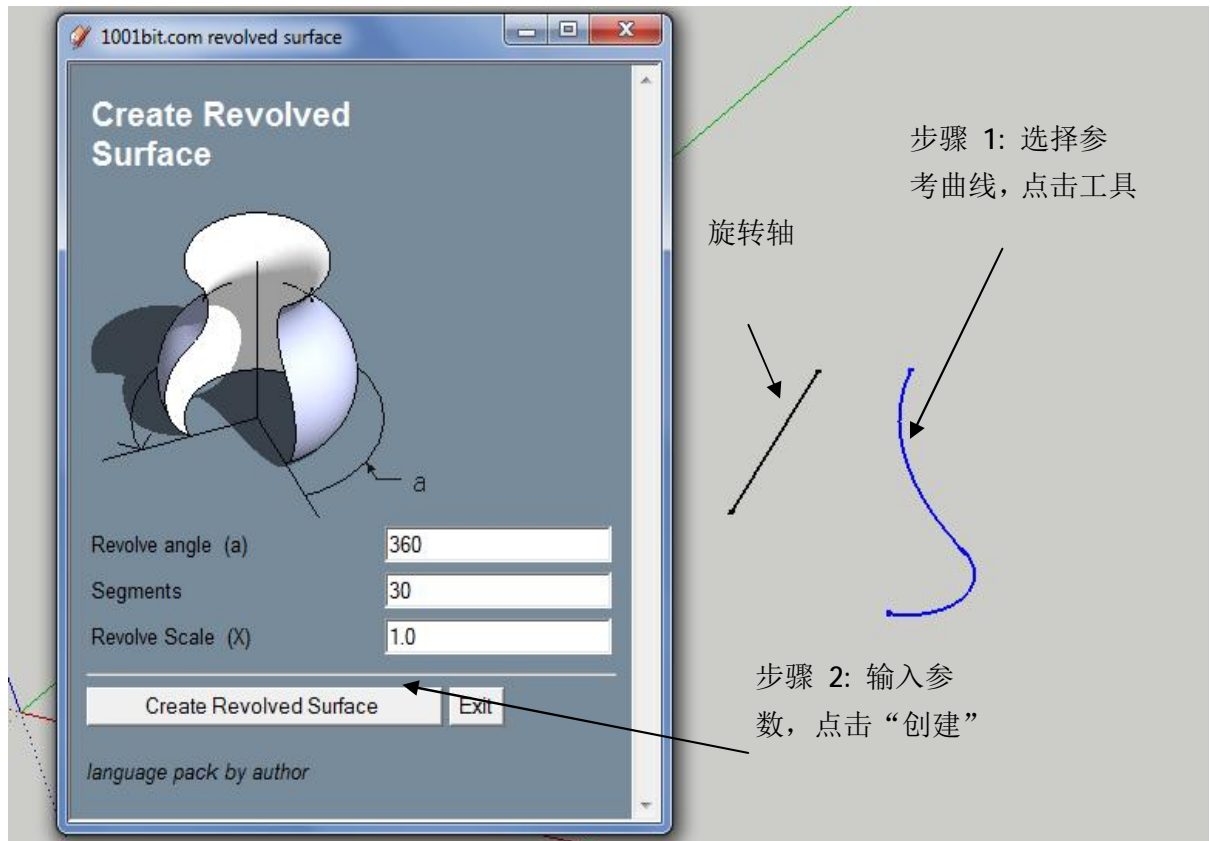 1001bit.com revolved surface
Create Revolved
Surface
a
Revolve angle (a)
360
Segments
30
Revolve Scale (X)
1.0
Create Revolved Surface
Exit
language pack by author
步骤 1: 选择参
考曲线，点击工具
旋转轴
步骤 2: 输入参
数，点击“创建”